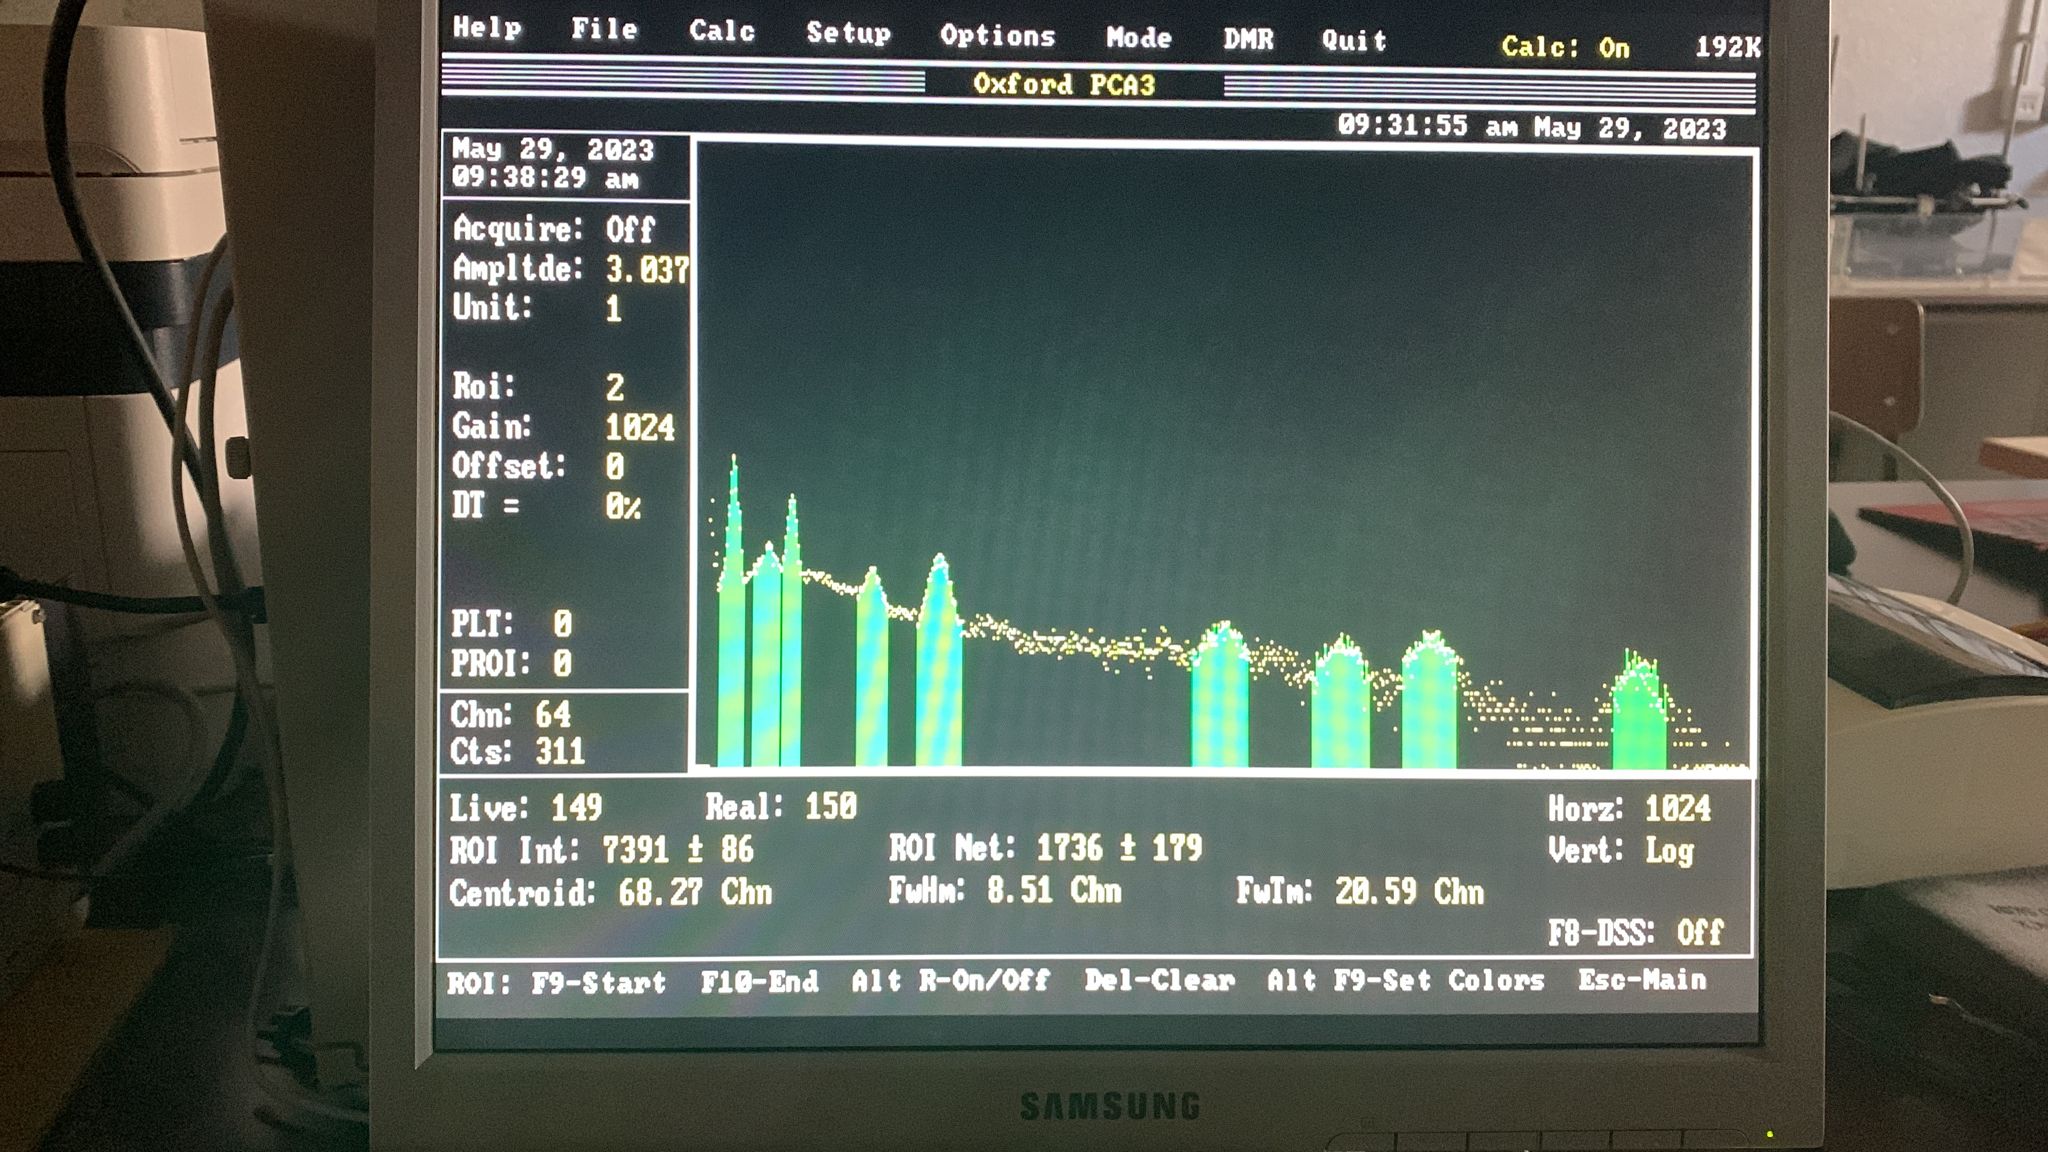 Help File Calc Setup Options Mode DMR Quit Calc: On 192K
Oxford PCA3
09:31:55 am May 29, 2023
May 29, 2023
09:38:29 am
Acquire: Off
Ampltde: 3.037
Unit: 1
Roi: 2
Gain: 1024
Offset: 0
DT = 0%
PLT: 0
PROI: 0
Chn: 64
Cts: 311
Live: 149 Real: 150 Horz: 1024
ROI Int: 7391 ± 86 ROI Net: 1736 ± 179 Vert: Log
Centroid: 68.27 Chn FwHm: 8.51 Chn FwTm: 20.59 Chn
F8-DSS: Off
ROI: F9-Start F10-End Alt R-On/Off Del-Clear Alt F9-Set Colors Esc-Main
SAMSUNG